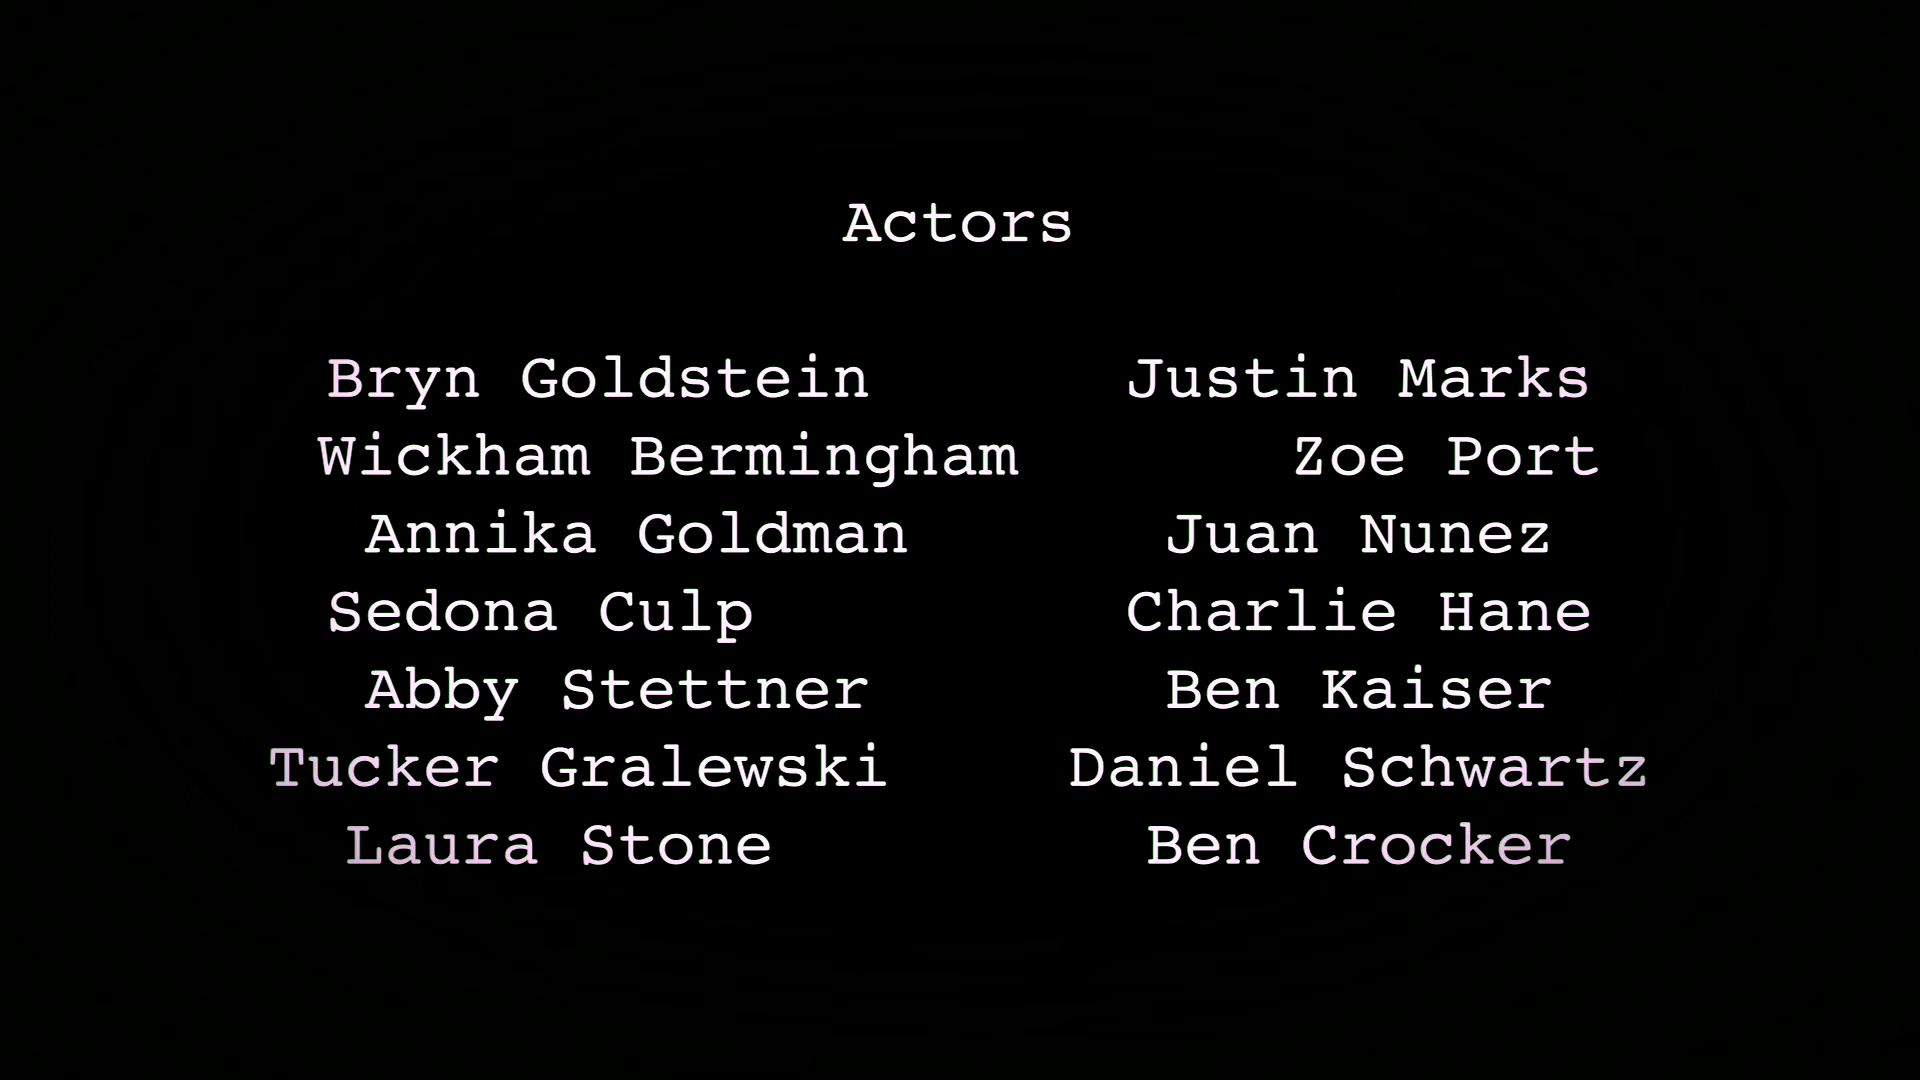 Actors
Bryn Goldstein Justin Marks
Wickham Bermingham Zoe Port
Annika Goldman Juan Nunez
Sedona Culp Charlie Hane
Abby Stettner Ben Kaiser
Tucker Gralewski Daniel Schwartz
Laura Stone Ben Crocker